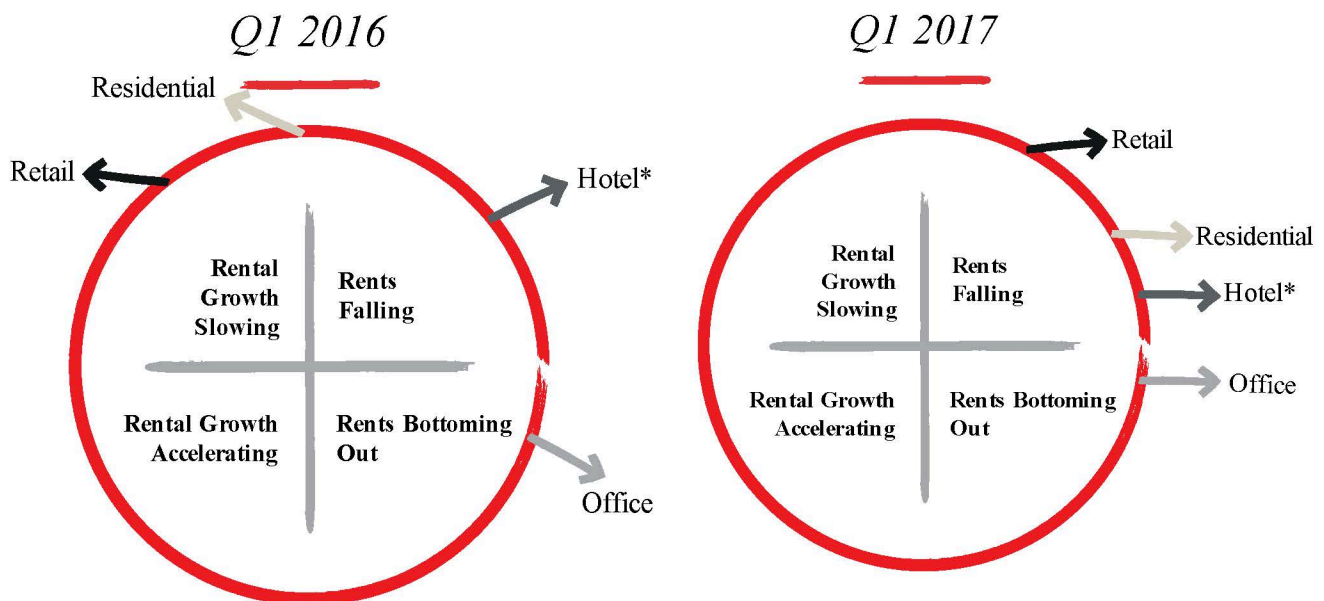 Q1 2016
Residential
Retail
Hotel*
Rental
Growth
Slowing
Rents
Falling
Rental Growth
Accelerating
Rents Bottoming
Out
Office
Q1 2017
Retail
Residential
Hotel*
Rental
Growth
Slowing
Rents
Falling
Office
Rental Growth
Accelerating
Rents Bottoming
Out